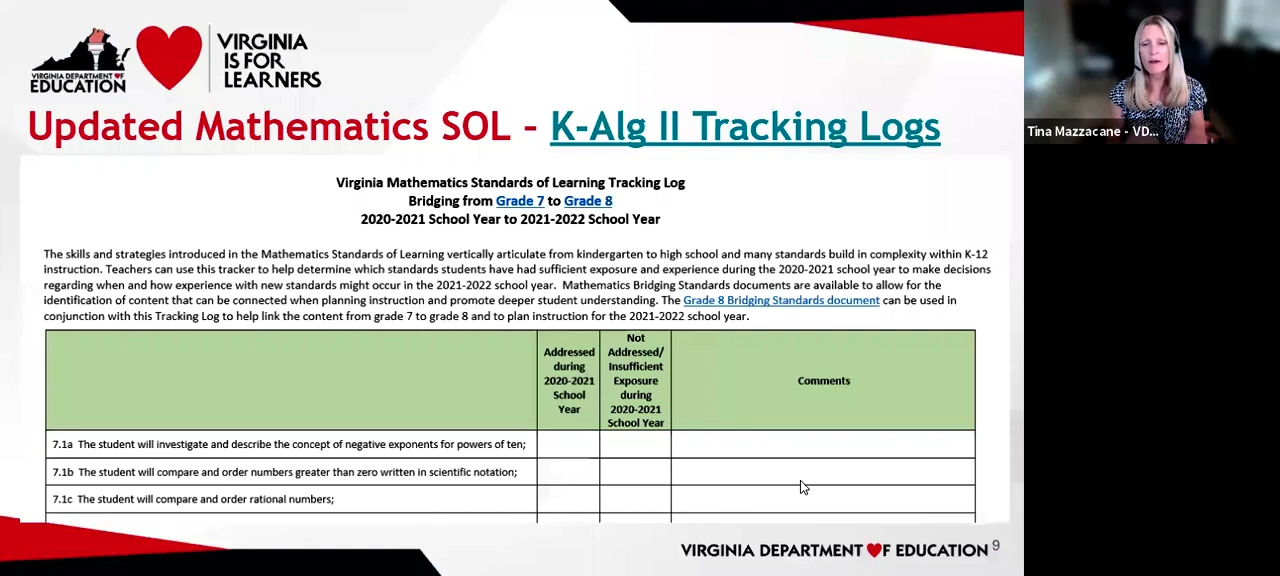 VIRGINIA DEPARTMENT OF
EDUCATION
VIRGINIA
IS FOR
LEARNERS
Updated Mathematics SOL - K-Alg II Tracking Logs
Virginia Mathematics Standards of Learning Tracking Log
Bridging from Grade 7 to Grade 8
2020-2021 School Year to 2021-2022 School Year
The skills and strategies introduced in the Mathematics Standards of Learning vertically articulate from kindergarten to high school and many standards build in complexity within K-12
instruction. Teachers can use this tracker to help determine which standards students have had sufficient exposure and experience during the 2020-2021 school year to make decisions
regarding when and how experience with new standards might occur in the 2021-2022 school year. Mathematics Bridging Standards documents are available to allow for the
identification of content that can be connected when planning instruction and promote deeper student understanding. The Grade 8 Bridging Standards document can be used in
conjunction with this Tracking Log to help link the content from grade 7 to grade 8 and to plan instruction for the 2021-2022 school year.
Addressed
during
2020-2021
School
Year
Not
Addressed/
Insufficient
Exposure
during
2020-2021
School Year
Comments
7.1a The student will investigate and describe the concept of negative exponents for powers of ten;
7.1b The student will compare and order numbers greater than zero written in scientific notation;
7.1c The student will compare and order rational numbers;
VIRGINIA DEPARTMENT OF EDUCATION 9
Tina Mazzacane - VD...